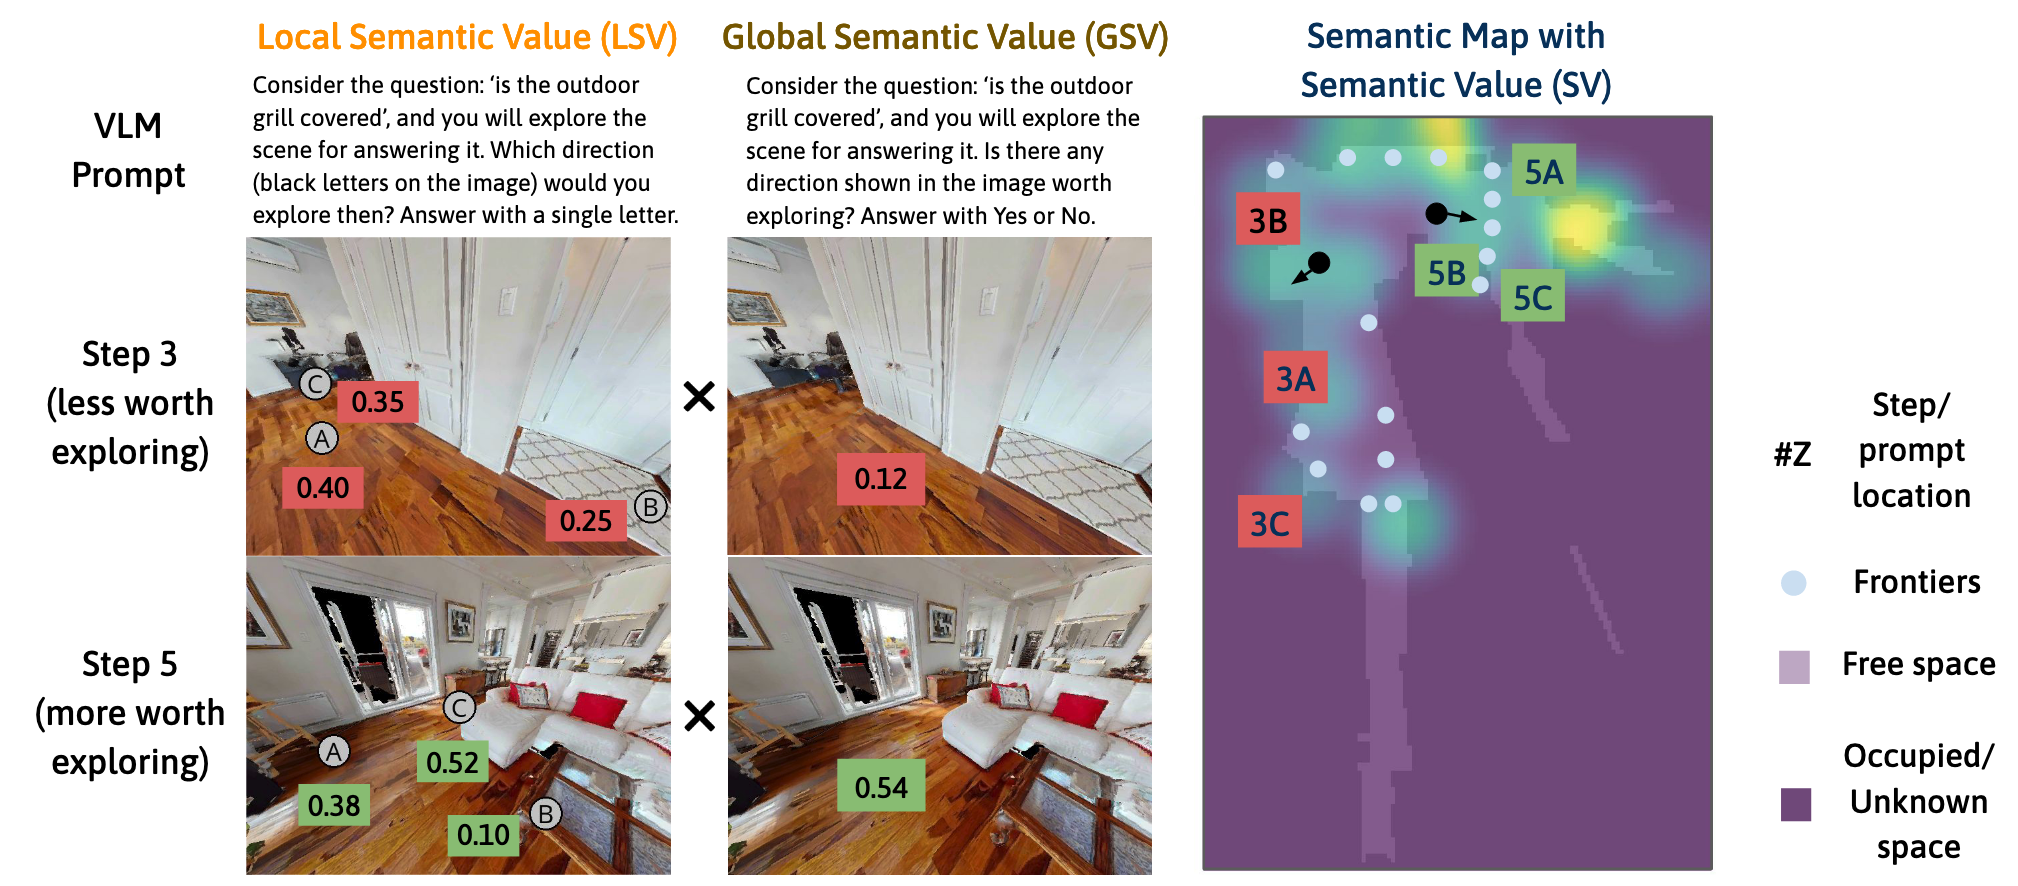 Local Semantic Value (LSV)
Global Semantic Value (GSV)
Semantic Map with
Semantic Value (SV)
VLM
Prompt
Consider the question: ‘is the outdoor
grill covered’, and you will explore the
scene for answering it. Which direction
(black letters on the image) would you
explore then? Answer with a single letter.
Consider the question: ‘is the outdoor
grill covered’, and you will explore the
scene for answering it. Is there any
direction shown in the image worth
exploring? Answer with Yes or No.
Step 3
(less worth
exploring)
C
0.35
A
0.40
B
0.25
×
0.12
Step 5
(more worth
exploring)
C
A
0.52
0.38
B
0.10
×
0.54
5A
3B
5B
5C
3A
3C
#Z
Step/
prompt
location
Frontiers
Free space
Occupied/
Unknown
space